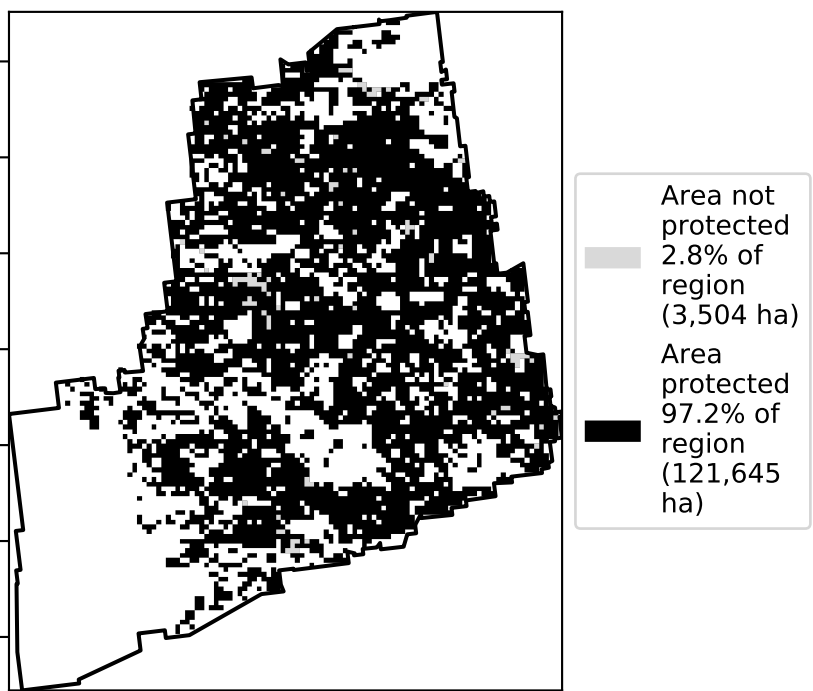 Area not
protected
2.8% of
region
(3,504 ha)
Area
protected
97.2% of
region
(121,645
ha)